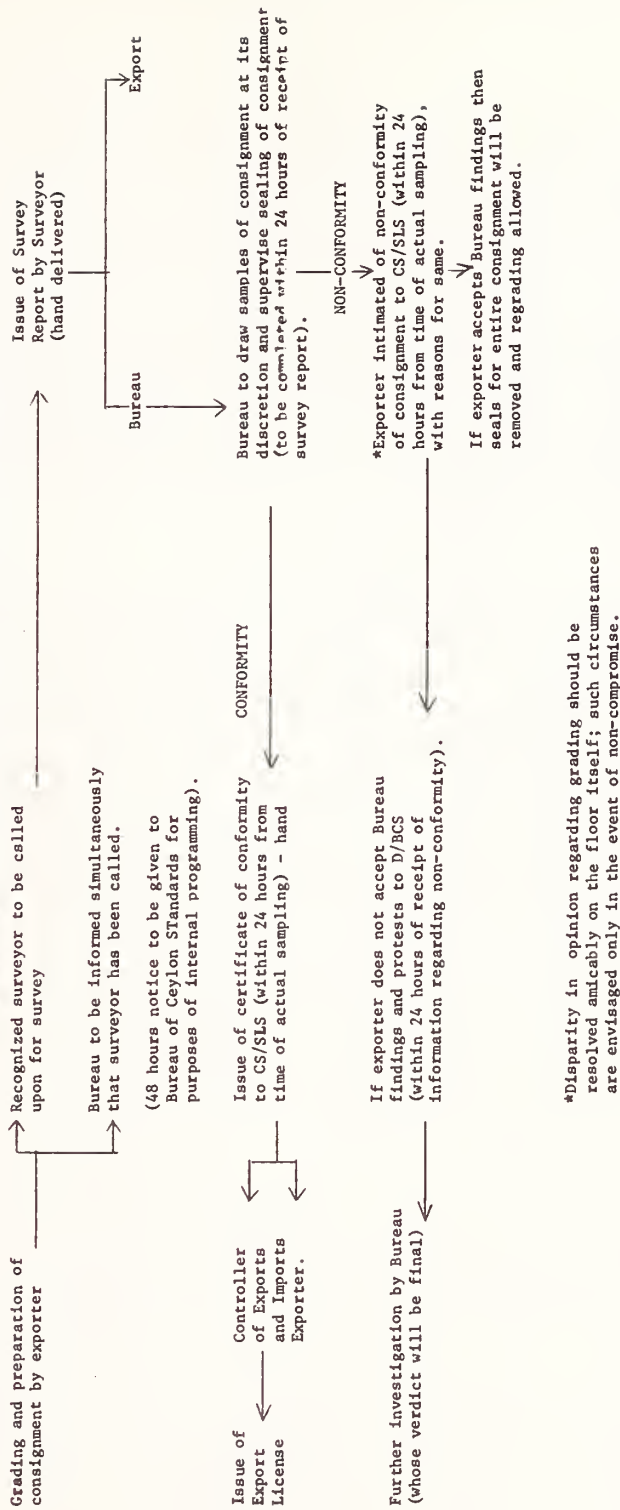 Grading and preparation of
consignment by exporter
Recognized surveyor to be called
upon for survey
Bureau to be informed simultaneously
that surveyor has been called.
(48 hours notice to be given to
Bureau of Ceylon STandards for
purposes of internal programming).
Issue of Survey
Report by Surveyor
(hand delivered)
Bureau
Export
Bureau to draw samples of consignment at its
discretion and supervise sealing of consignment
(to be completed within 24 hours of receipt of
survey report).
CONFORMITY
Issue of certificate of conformity
to CS/SLS (within 24 hours from
time of actual sampling) - hand
Controller
of Exports
and Imports
Exporter.
Issue of
Export
License
NON-CONFORMITY
*Exporter intimated of non-conformity
of consignment to CS/SLS (within 24
hours from time of actual sampling),
with reasons for same.
If exporter accepts Bureau findings then
seals for entire consignment will be
removed and regrading allowed.
If exporter does not accept Bureau
findings and protests to D/BCS
(within 24 hours of receipt of
information regarding non-conformity).
Further investigation by Bureau
(whose verdict will be final)
*Disparity in opinion regarding grading should be
resolved amicably on the floor itself; such circumstances
are envisaged only in the event of non-compromise.